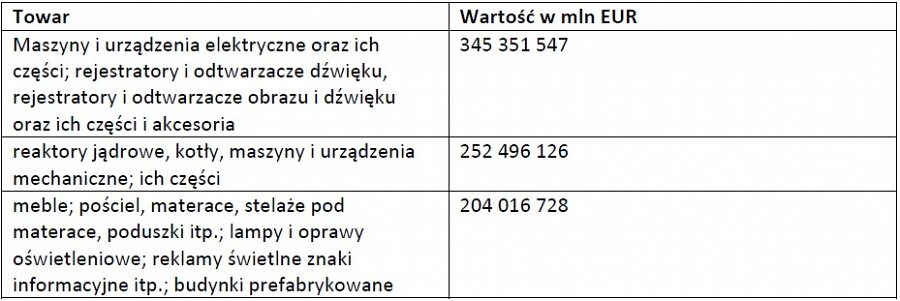 Towar Wartość w mln EUR
Maszyny i urządzenia elektryczne oraz ich 345 351 547
części; rejestratory i odtwarzacze dźwięku,
rejestratory i odtwarzacze obrazu i dźwięku
oraz ich części i akcesoria
reaktory jądrowe, kotły, maszyny i urządzenia 252 496 126
mechaniczne; ich części
meble; pościel, materace, stelaże pod 204 016 728
materace, poduszki itp.; lampy i oprawy
oświetleniowe; reklamy świetlne znaki
informacyjne itp.; budynki prefabrykowane